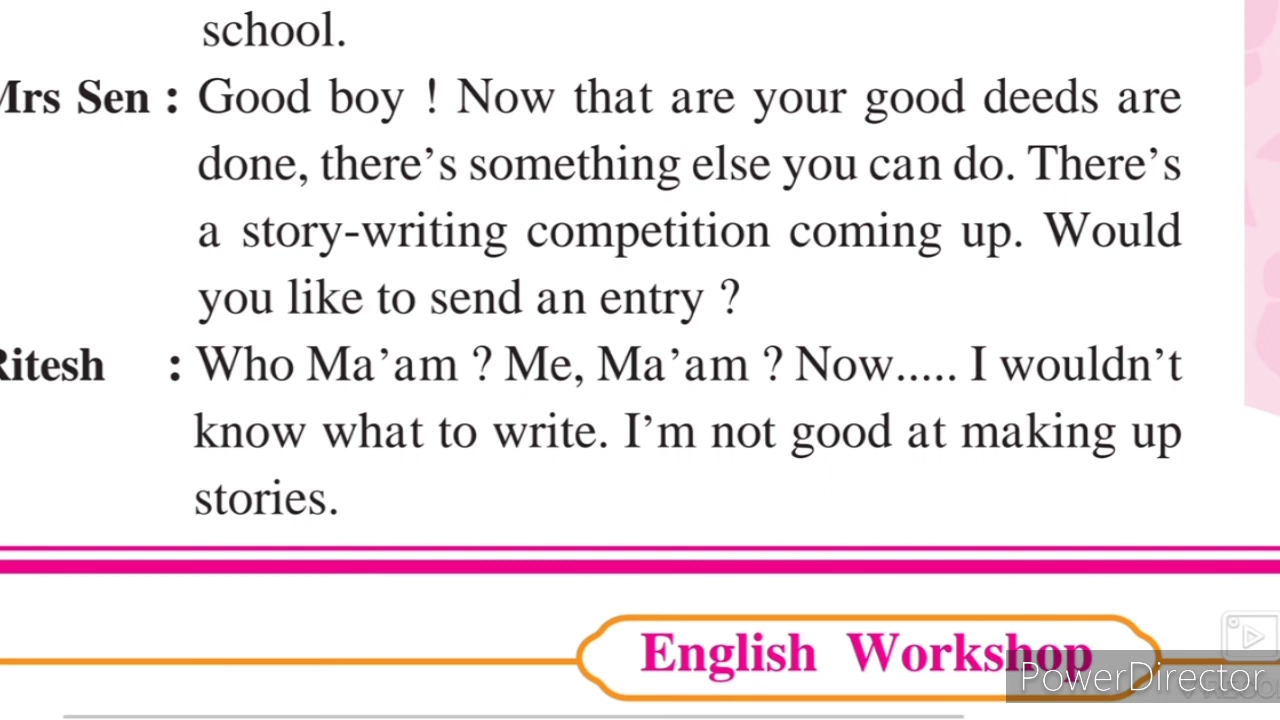 school.
Mrs Sen : Good boy ! Now that are your good deeds are
done, there's something else you can do. There's
a story-writing competition coming up. Would
you like to send an entry ?
Ritesh : Who Ma'am ? Me, Ma'am ? Now..... I wouldn't
know what to write. I'm not good at making up
stories.
English Workshop
PowerDirector